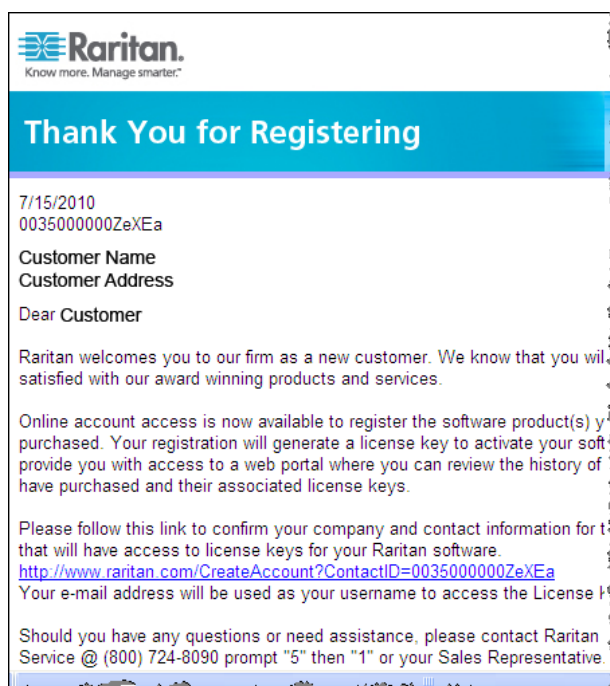 Raritan.
Know more. Manage smarter.™
Thank You for Registering
7/15/2010
0035000000ZeXEa
Customer Name
Customer Address
Dear Customer
Raritan welcomes you to our firm as a new customer. We know that you wil
satisfied with our award winning products and services.
Online account access is now available to register the software product(s) y
purchased. Your registration will generate a license key to activate your soft
provide you with access to a web portal where you can review the history of
have purchased and their associated license keys.
Please follow this link to confirm your company and contact information for t
that will have access to license keys for your Raritan software.
http://www.raritan.com/CreateAccount?ContactID=0035000000ZeXEa
Your e-mail address will be used as your username to access the License
Should you have any questions or need assistance, please contact Raritan
Service @ (800) 724-8090 prompt "5" then "1" or your Sales Representative.